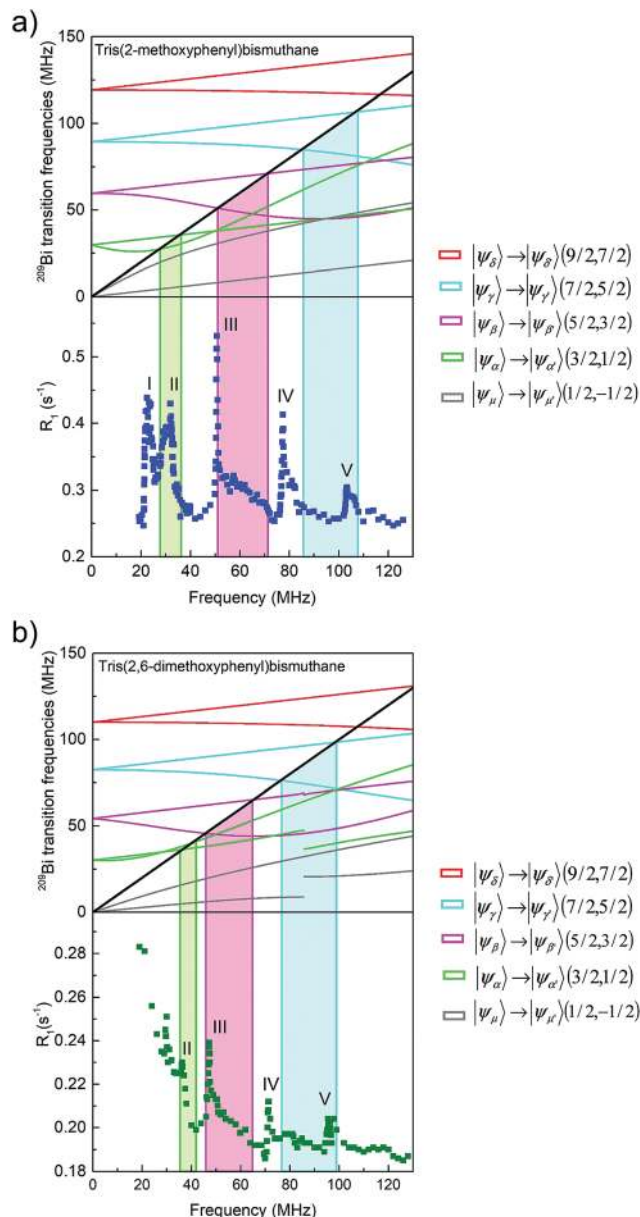 a)
Tris(2-methoxyphenyl)bismuthane
150
100
50
0
²⁰⁹Bi transition frequencies (MHz)
|ψδ⟩→|ψδ'⟩(9/2,7/2)
|ψγ⟩→|ψγ'⟩(7/2,5/2)
|ψβ⟩→|ψβ'⟩(5/2,3/2)
|ψα⟩→|ψα'⟩(3/2,1/2)
|ψμ⟩→|ψμ'⟩(1/2,-1/2)
I II III IV V
0.5
0.4
0.3
0.2
R₁ (s⁻¹)
0 20 40 60 80 100 120
Frequency (MHz)
b)
Tris(2,6-dimethoxyphenyl)bismuthane
150
100
50
0
²⁰⁹Bi transition frequencies (MHz)
|ψδ⟩→|ψδ'⟩(9/2,7/2)
|ψγ⟩→|ψγ'⟩(7/2,5/2)
|ψβ⟩→|ψβ'⟩(5/2,3/2)
|ψα⟩→|ψα'⟩(3/2,1/2)
|ψμ⟩→|ψμ'⟩(1/2,-1/2)
II III IV V
0.28
0.26
0.24
0.22
0.20
0.18
R₁(s⁻¹)
0 20 40 60 80 100 120
Frequency (MHz)